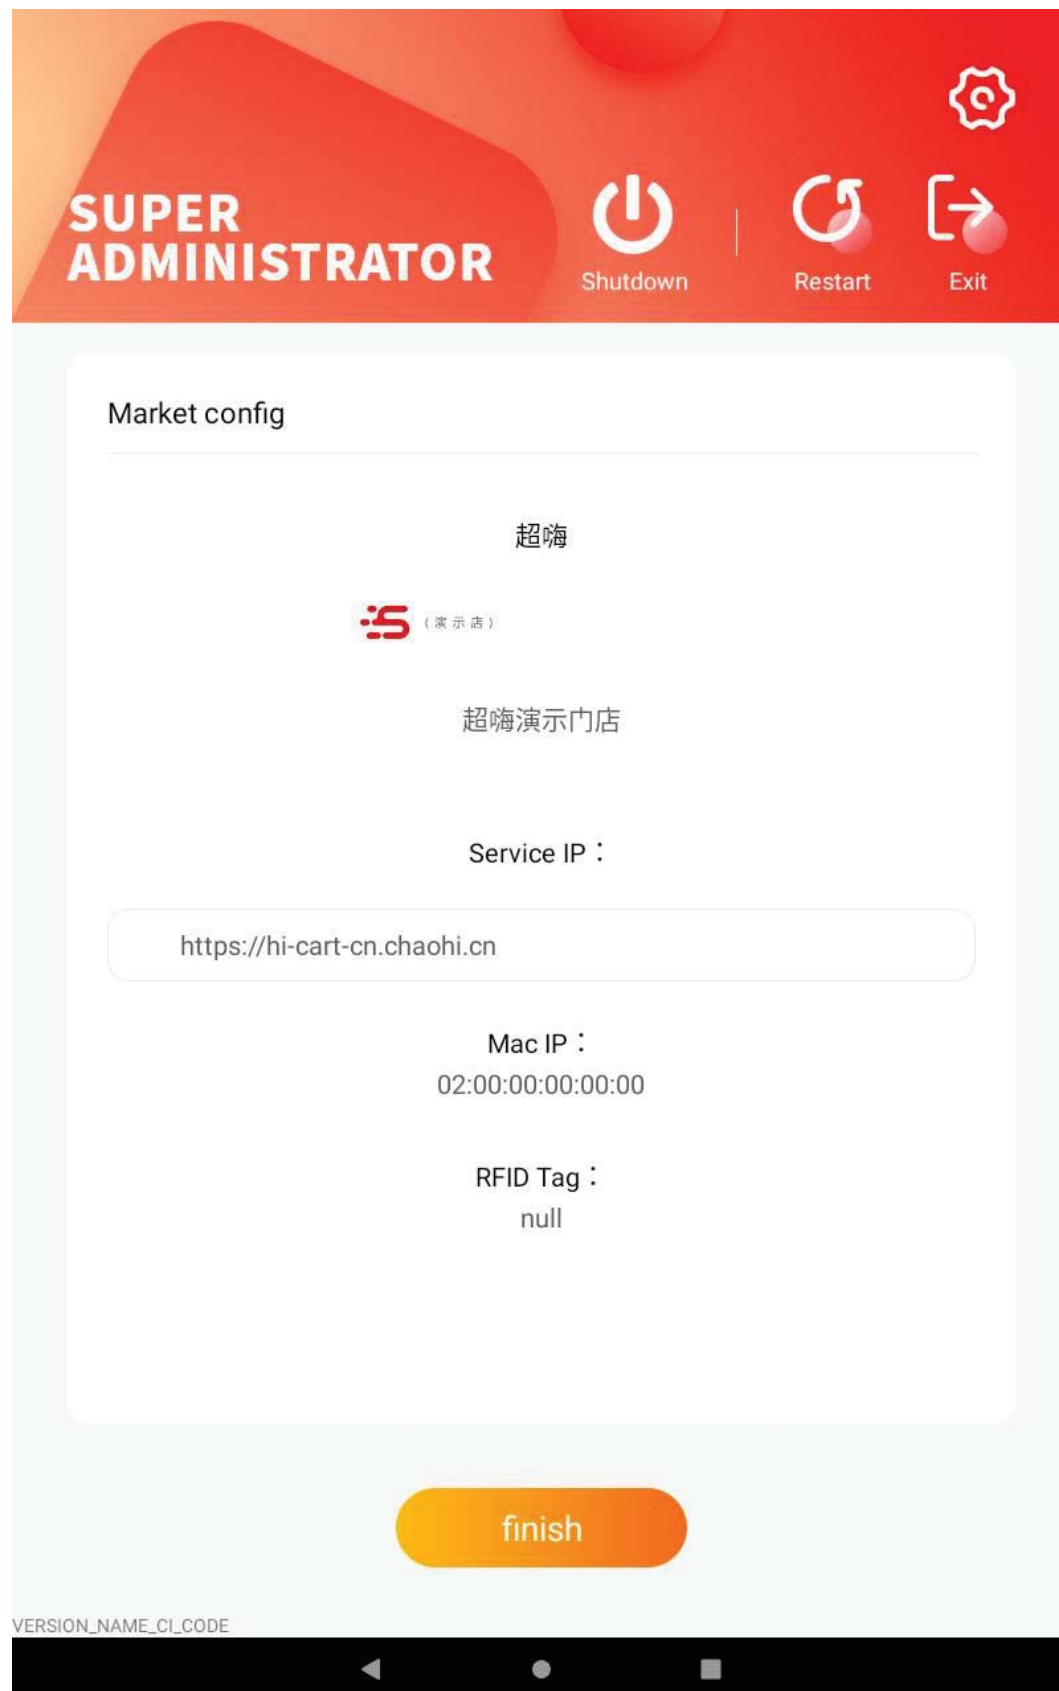 SUPER
ADMINISTRATOR
Shutdown
Restart
Exit
Market config
超嗨
(演示店)
超嗨演示门店
Service IP：
https://hi-cart-cn.chaohi.cn
Mac IP：
02:00:00:00:00:00
RFID Tag：
null
finish
VERSION_NAME_CI_CODE